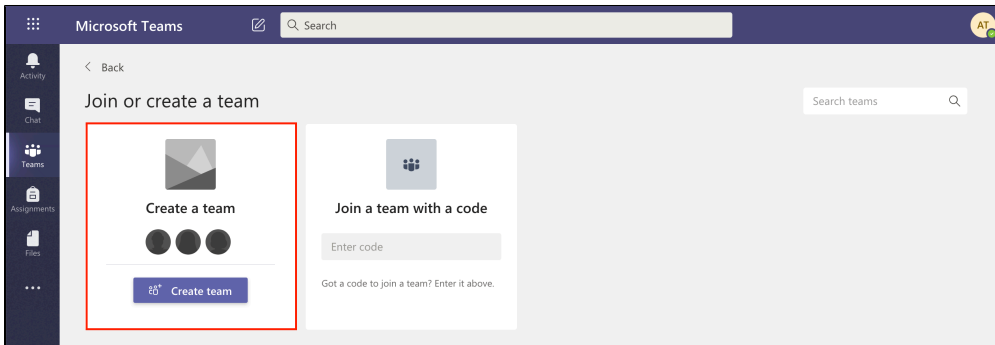 Microsoft Teams
Search
AT
Activity
Chat
Teams
Assignments
Files
Back
Join or create a team
Search teams
Create a team
Create team
Join a team with a code
Enter code
Got a code to join a team? Enter it above.